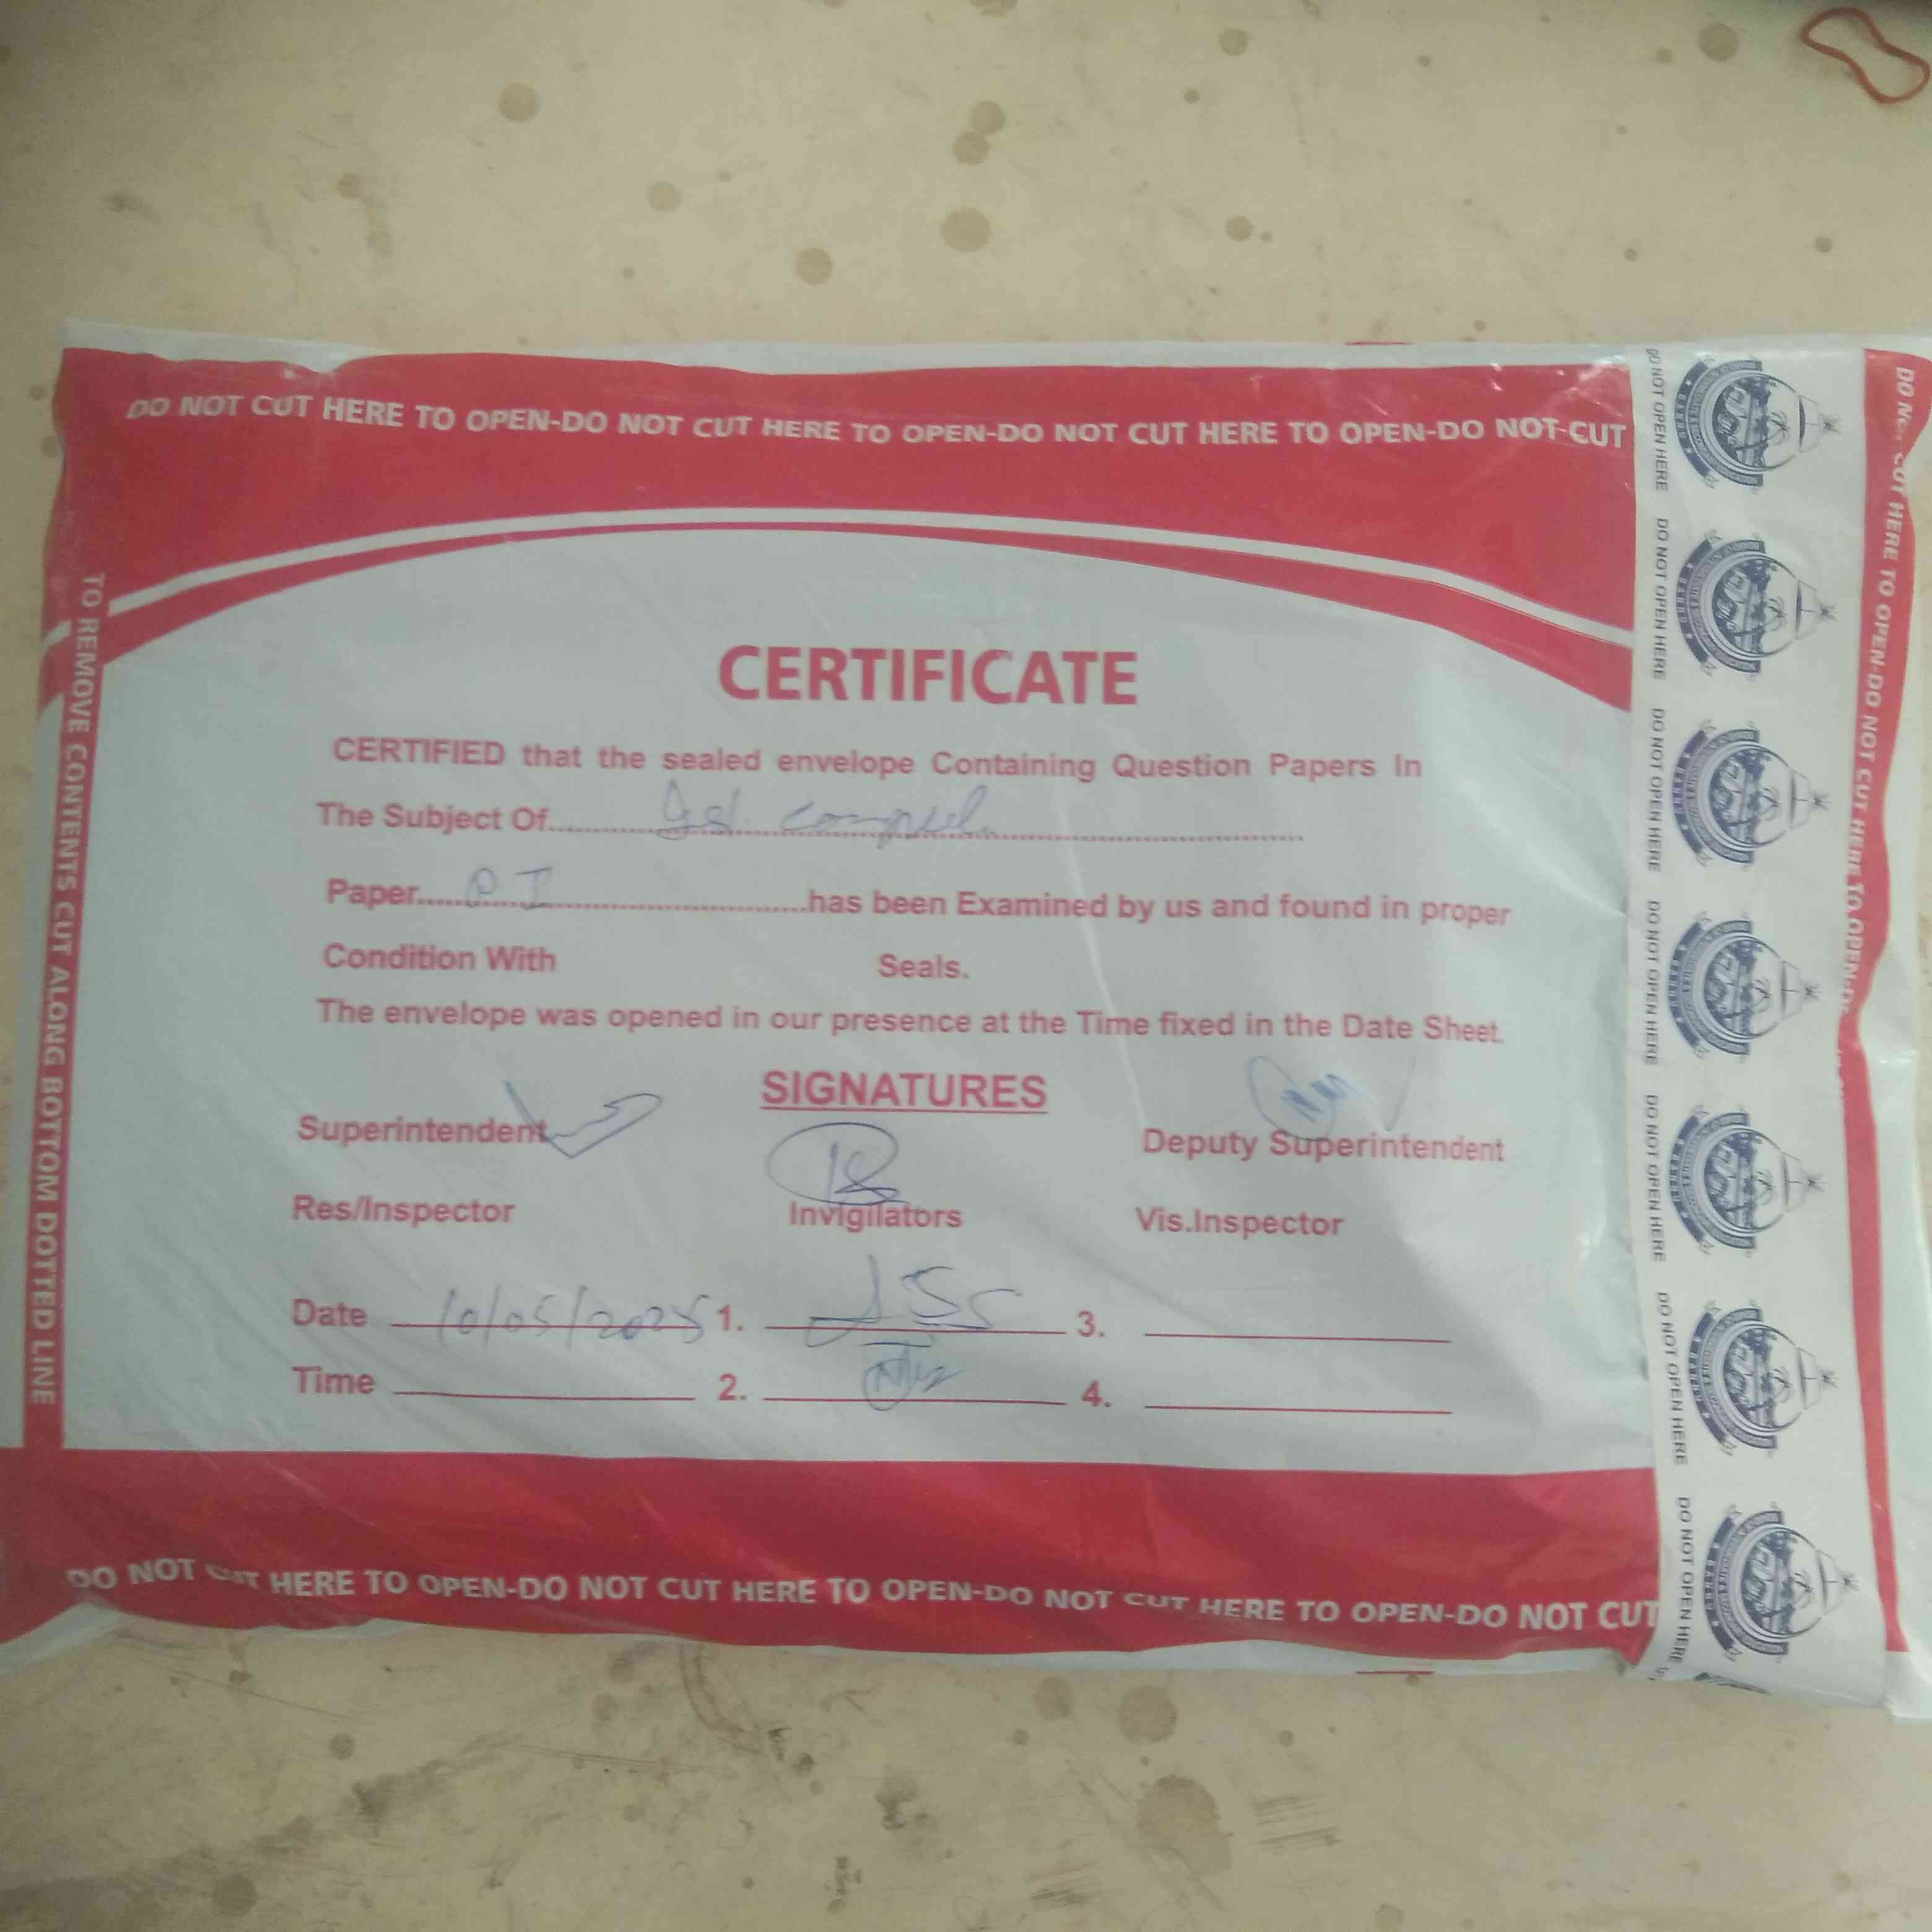 DO NOT CUT HERE TO OPEN-DO NOT CUT HERE TO OPEN-DO NOT CUT HERE TO OPEN-DO NOT CUT
TO REMOVE CONTENTS CUT ALONG BOTTOM DOTTED LINE
CERTIFICATE
CERTIFIED that the sealed envelope Containing Question Papers In
The Subject Of
Paper P I has been Examined by us and found in proper
Condition With Seals.
The envelope was opened in our presence at the Time fixed in the Date Sheet.
SIGNATURES
Superintendent Deputy Superintendent
Res/Inspector Invigilators Vis.Inspector
Date 10/05/2025 1. 3.
Time 2. 4.
DO NOT CUT HERE TO OPEN-DO NOT CUT HERE TO OPEN-DO NOT CUT HERE TO OPEN-DO NOT CUT
DO NOT OPEN HERE
DO NOT OPEN HERE
DO NOT OPEN HERE
DO NOT OPEN HERE
DO NOT OPEN HERE
DO NOT OPEN HERE
DO NOT OPEN HERE
DO NOT CUT HERE TO OPEN-DO NOT CUT HERE TO OPEN-DO